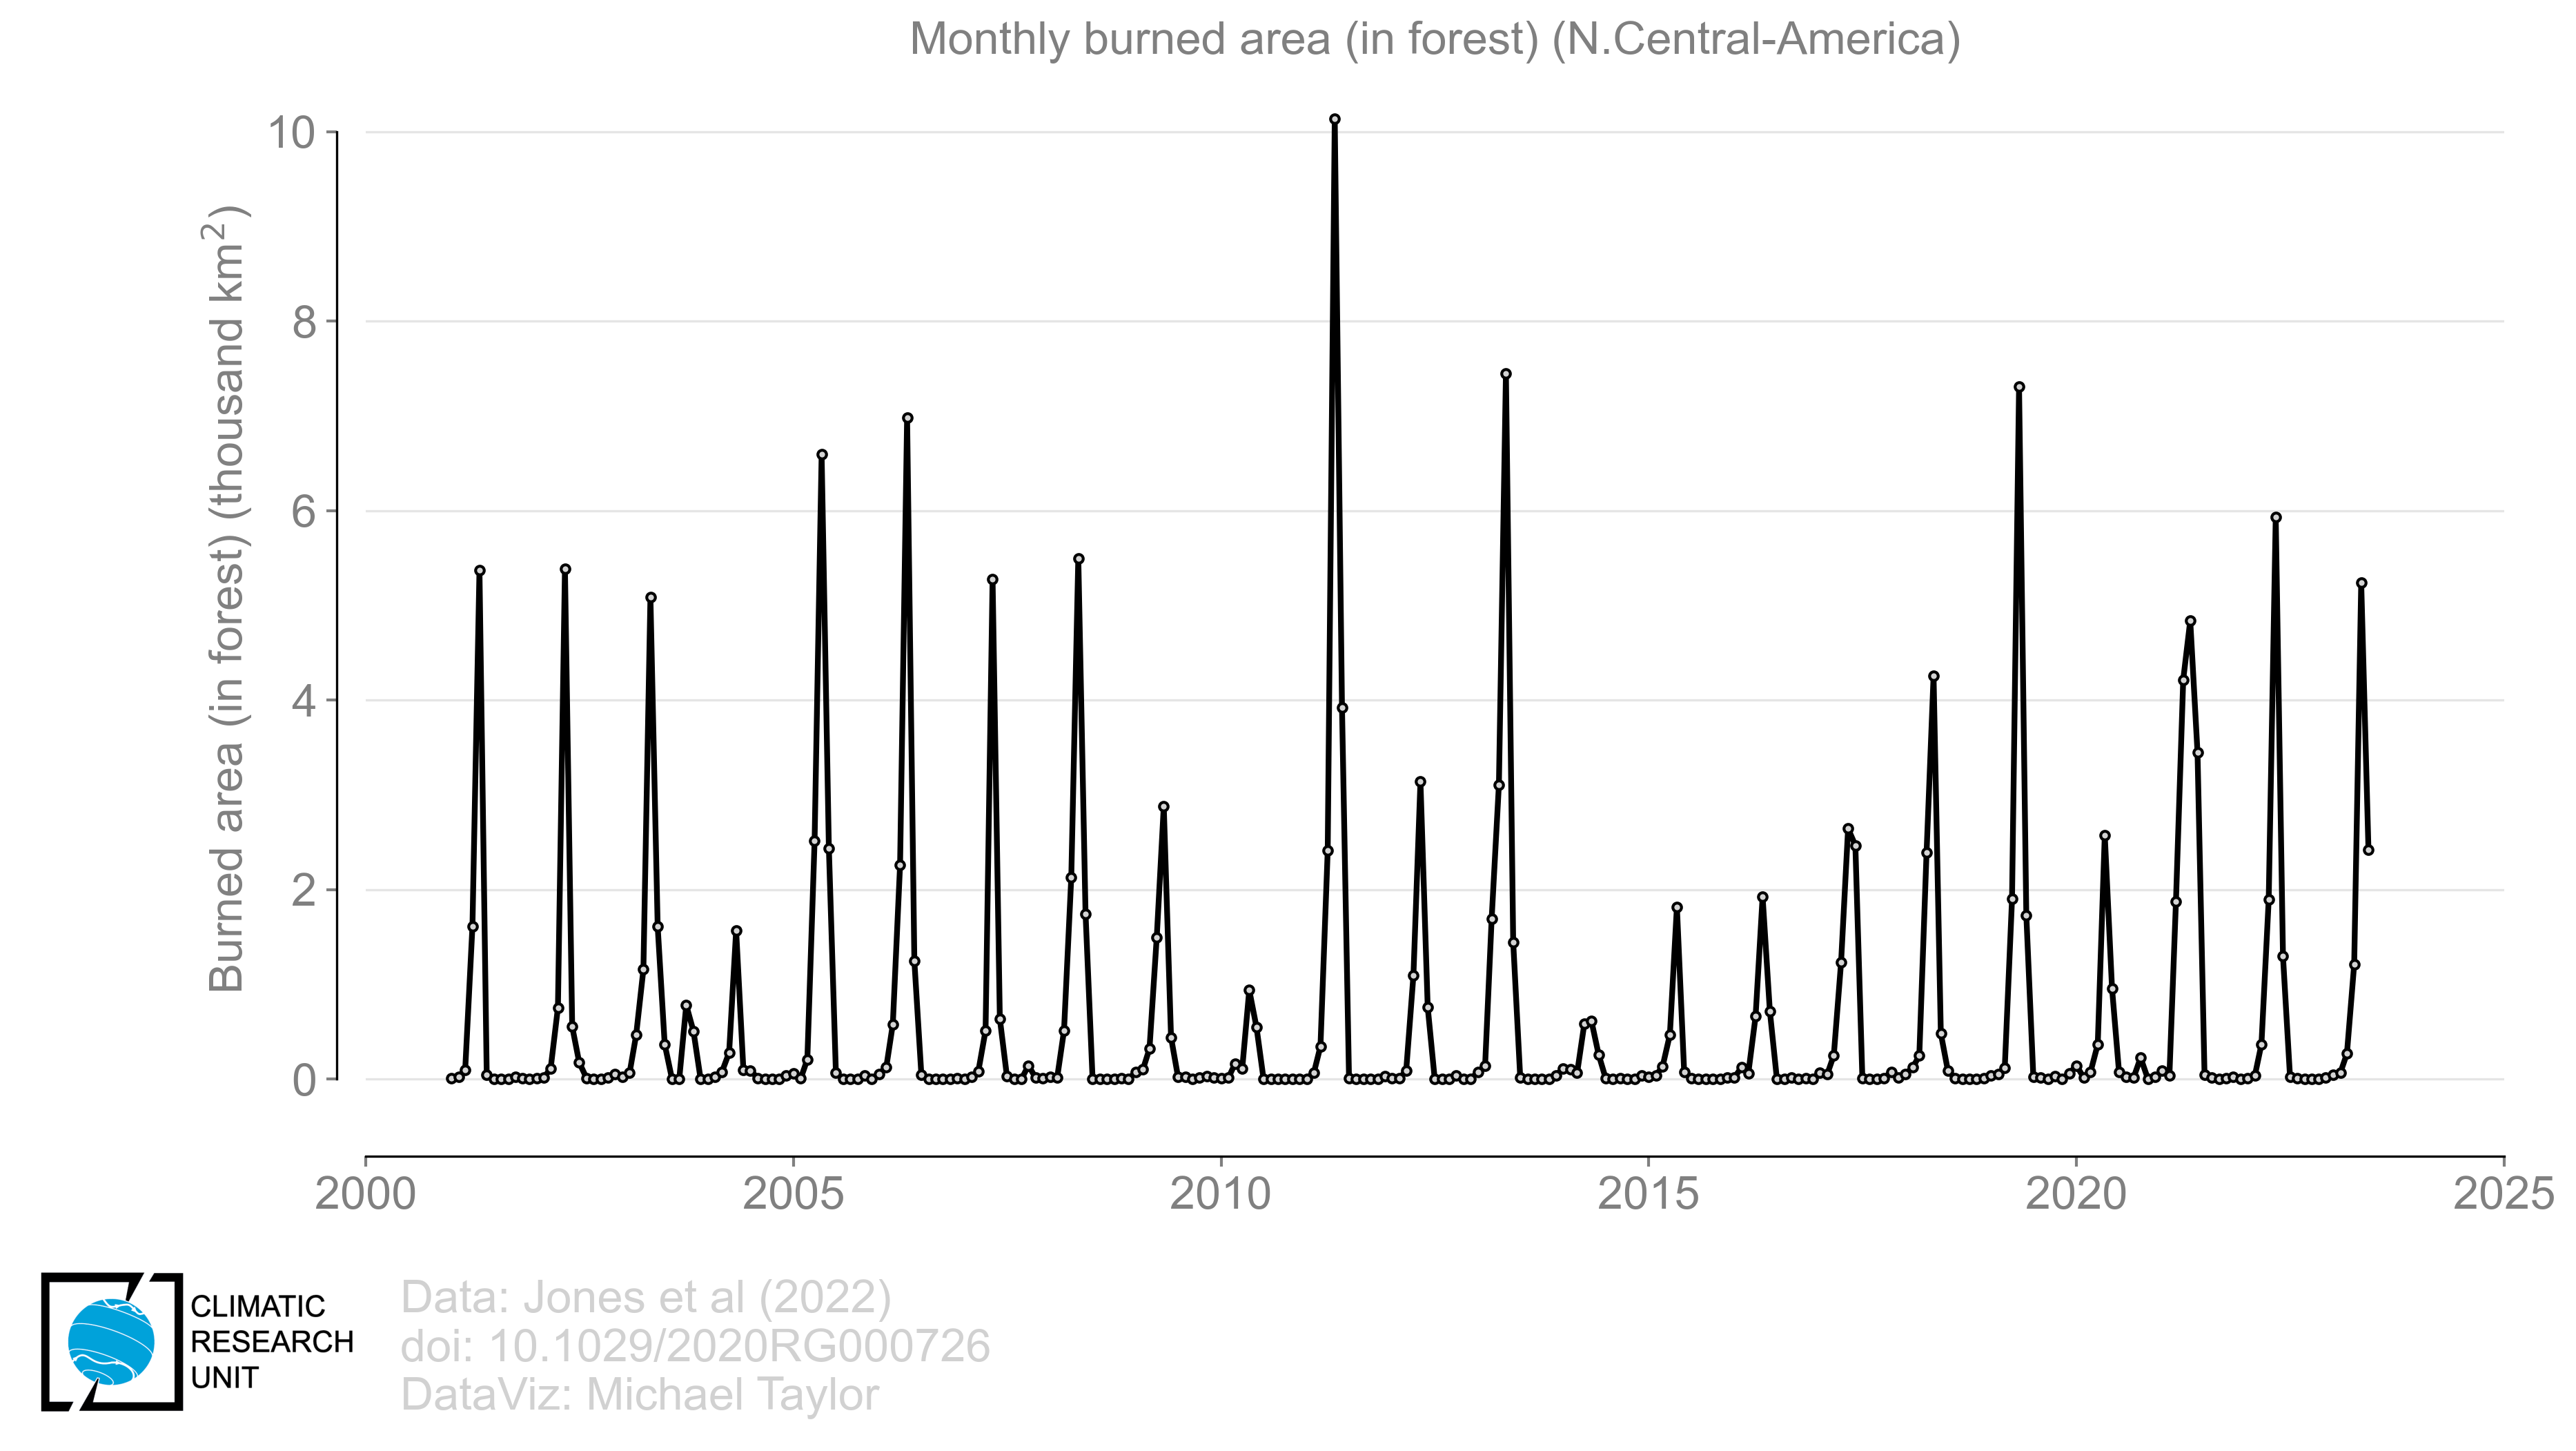 Monthly burned area (in forest) (N.Central-America)
Burned area (in forest) (thousand km²)
10
8
6
4
2
0
2000 2005 2010 2015 2020 2025
CLIMATIC
RESEARCH
UNIT
Data: Jones et al (2022)
doi: 10.1029/2020RG000726
DataViz: Michael Taylor